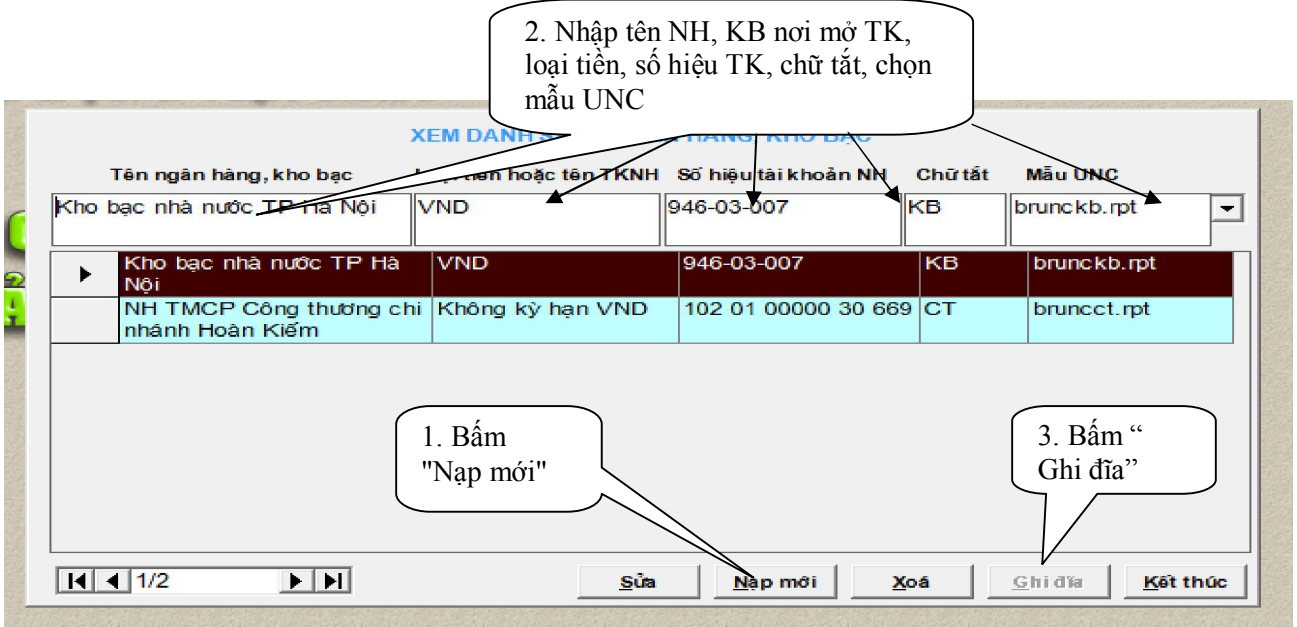 2. Nhập tên NH, KB nơi mở TK,
loại tiền, số hiệu TK, chữ tắt, chọn
mẫu UNC
XEM DANH
Tên ngân hàng, kho bạc hoặc tên TKNH Số hiệu tài khoản NH Chữ tắt Mẫu UNC
Kho bạc nhà nước TP Hà Nội VND 946-03-007 KB brunckb.rpt
Kho bạc nhà nước TP Hà VND 946-03-007 KB brunckb.rpt
Nội
NH TMCP Công thương chi Không kỳ hạn VND 102 01 00000 30 669 CT bruncct.rpt
nhánh Hoàn Kiếm
1. Bấm
"Nạp mới"
3. Bấm “
Ghi đĩa”
1/2 Sửa Nạp mới Xoá Ghi đĩa Kết thúc